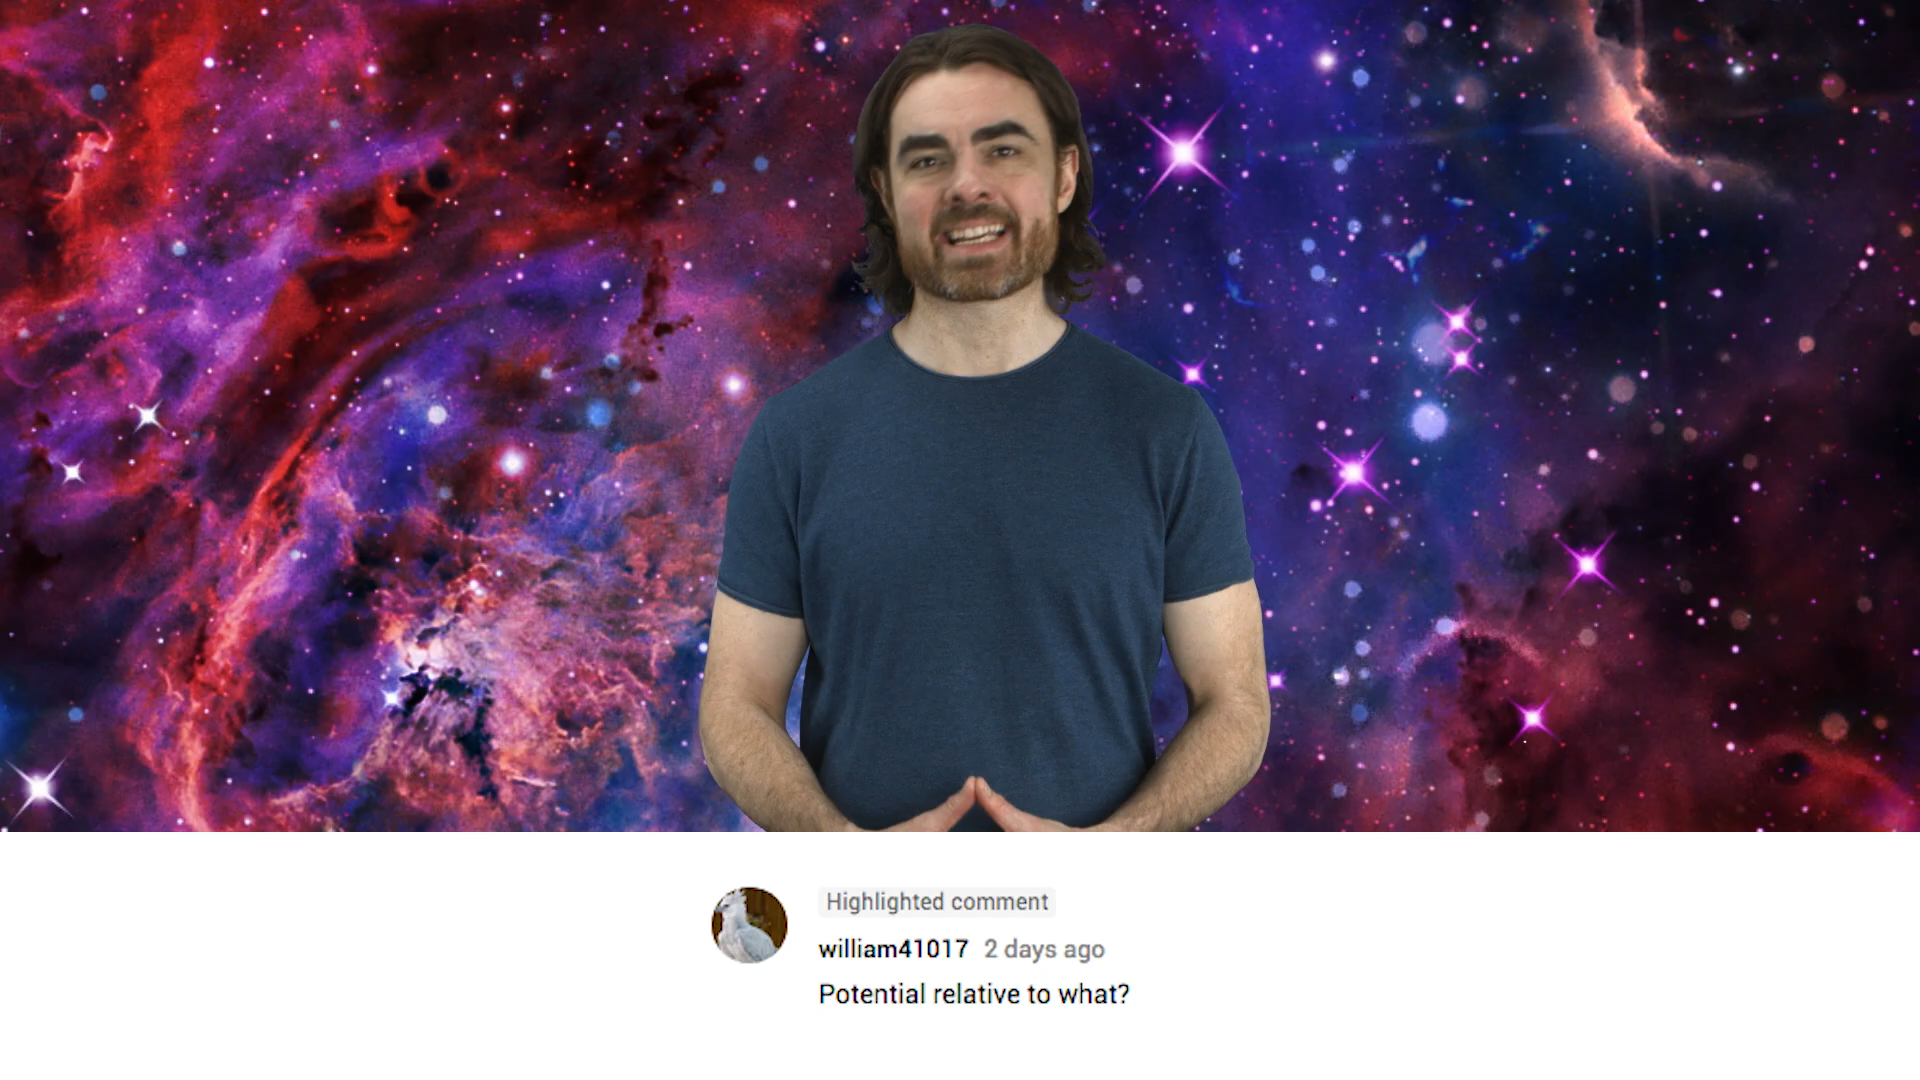 Highlighted comment
william41017 2 days ago
Potential relative to what?